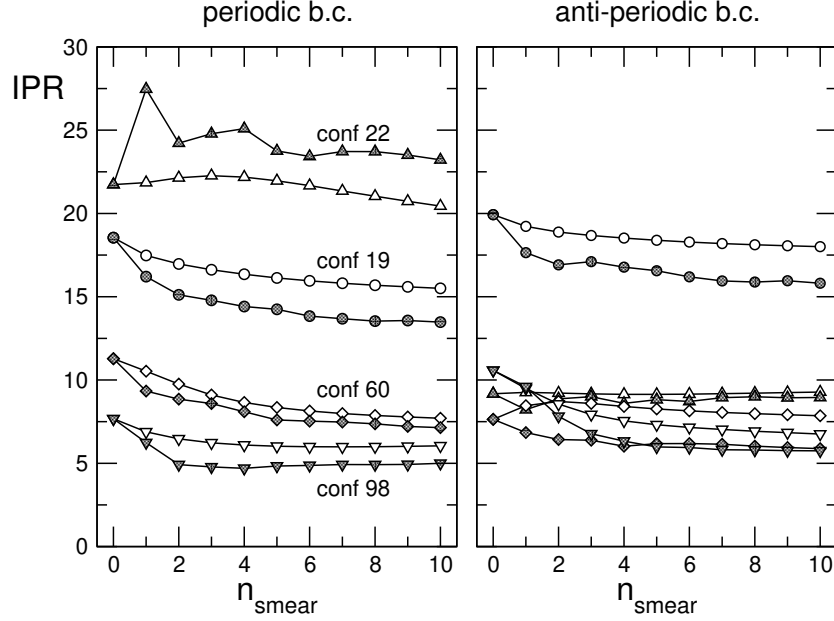 periodic b.c.
anti-periodic b.c.
IPR
30
25
20
15
10
5
0
conf 22
conf 19
conf 60
conf 98
0 2 4 6 8 10
0 2 4 6 8 10
n_smear
n_smear